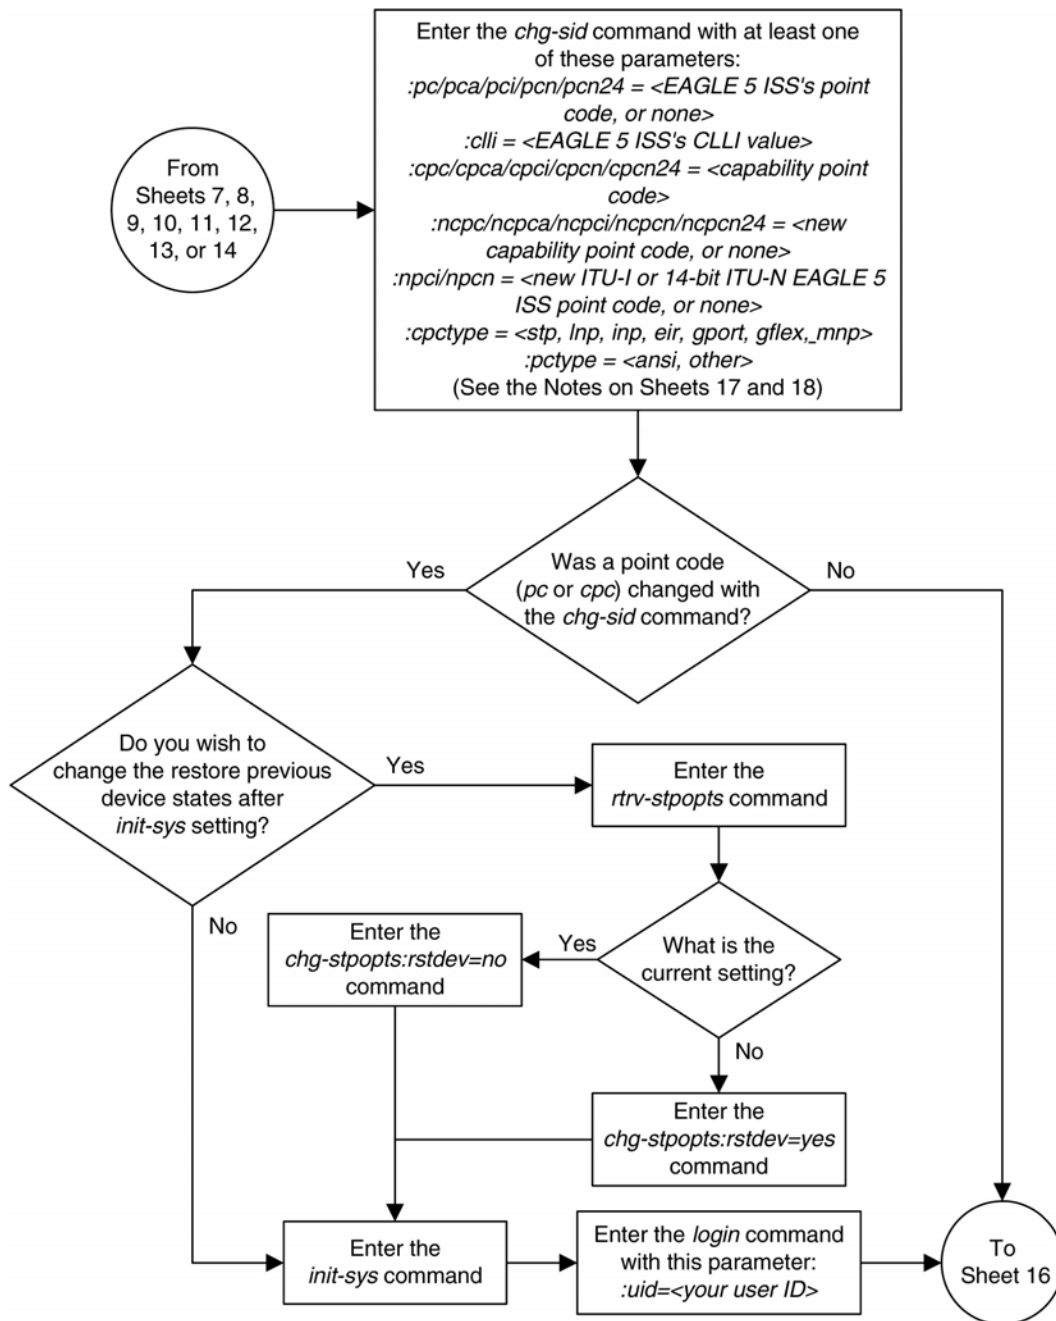 Enter the chg-sid command with at least one
of these parameters:
:pc/pca/pci/pcn/pcn24 = <EAGLE 5 ISS's point
code, or none>
:clli = <EAGLE 5 ISS's CLLI value>
:cpc/cpca/cpci/cpcn/cpcn24 = <capability point
code>
:ncpc/ncpca/ncpci/ncpcn/ncpcn24 = <new
capability point code, or none>
:npci/npcn = <new ITU-I or 14-bit ITU-N EAGLE 5
ISS point code, or none>
:cpctype = <stp, lnp, inp, eir, gport, gflex,_mnp>
:pctype = <ansi, other>
(See the Notes on Sheets 17 and 18)
From
Sheets 7, 8,
9, 10, 11, 12,
13, or 14
Was a point code
(pc or cpc) changed with
the chg-sid command?
Yes
No
Do you wish to
change the restore previous
device states after
init-sys setting?
Yes
No
Enter the
rtrv-stpopts command
What is the
current setting?
Yes
No
Enter the
chg-stpopts:rstdev=no
command
Enter the
chg-stpopts:rstdev=yes
command
Enter the
init-sys command
Enter the login command
with this parameter:
:uid=<your user ID>
To
Sheet 16